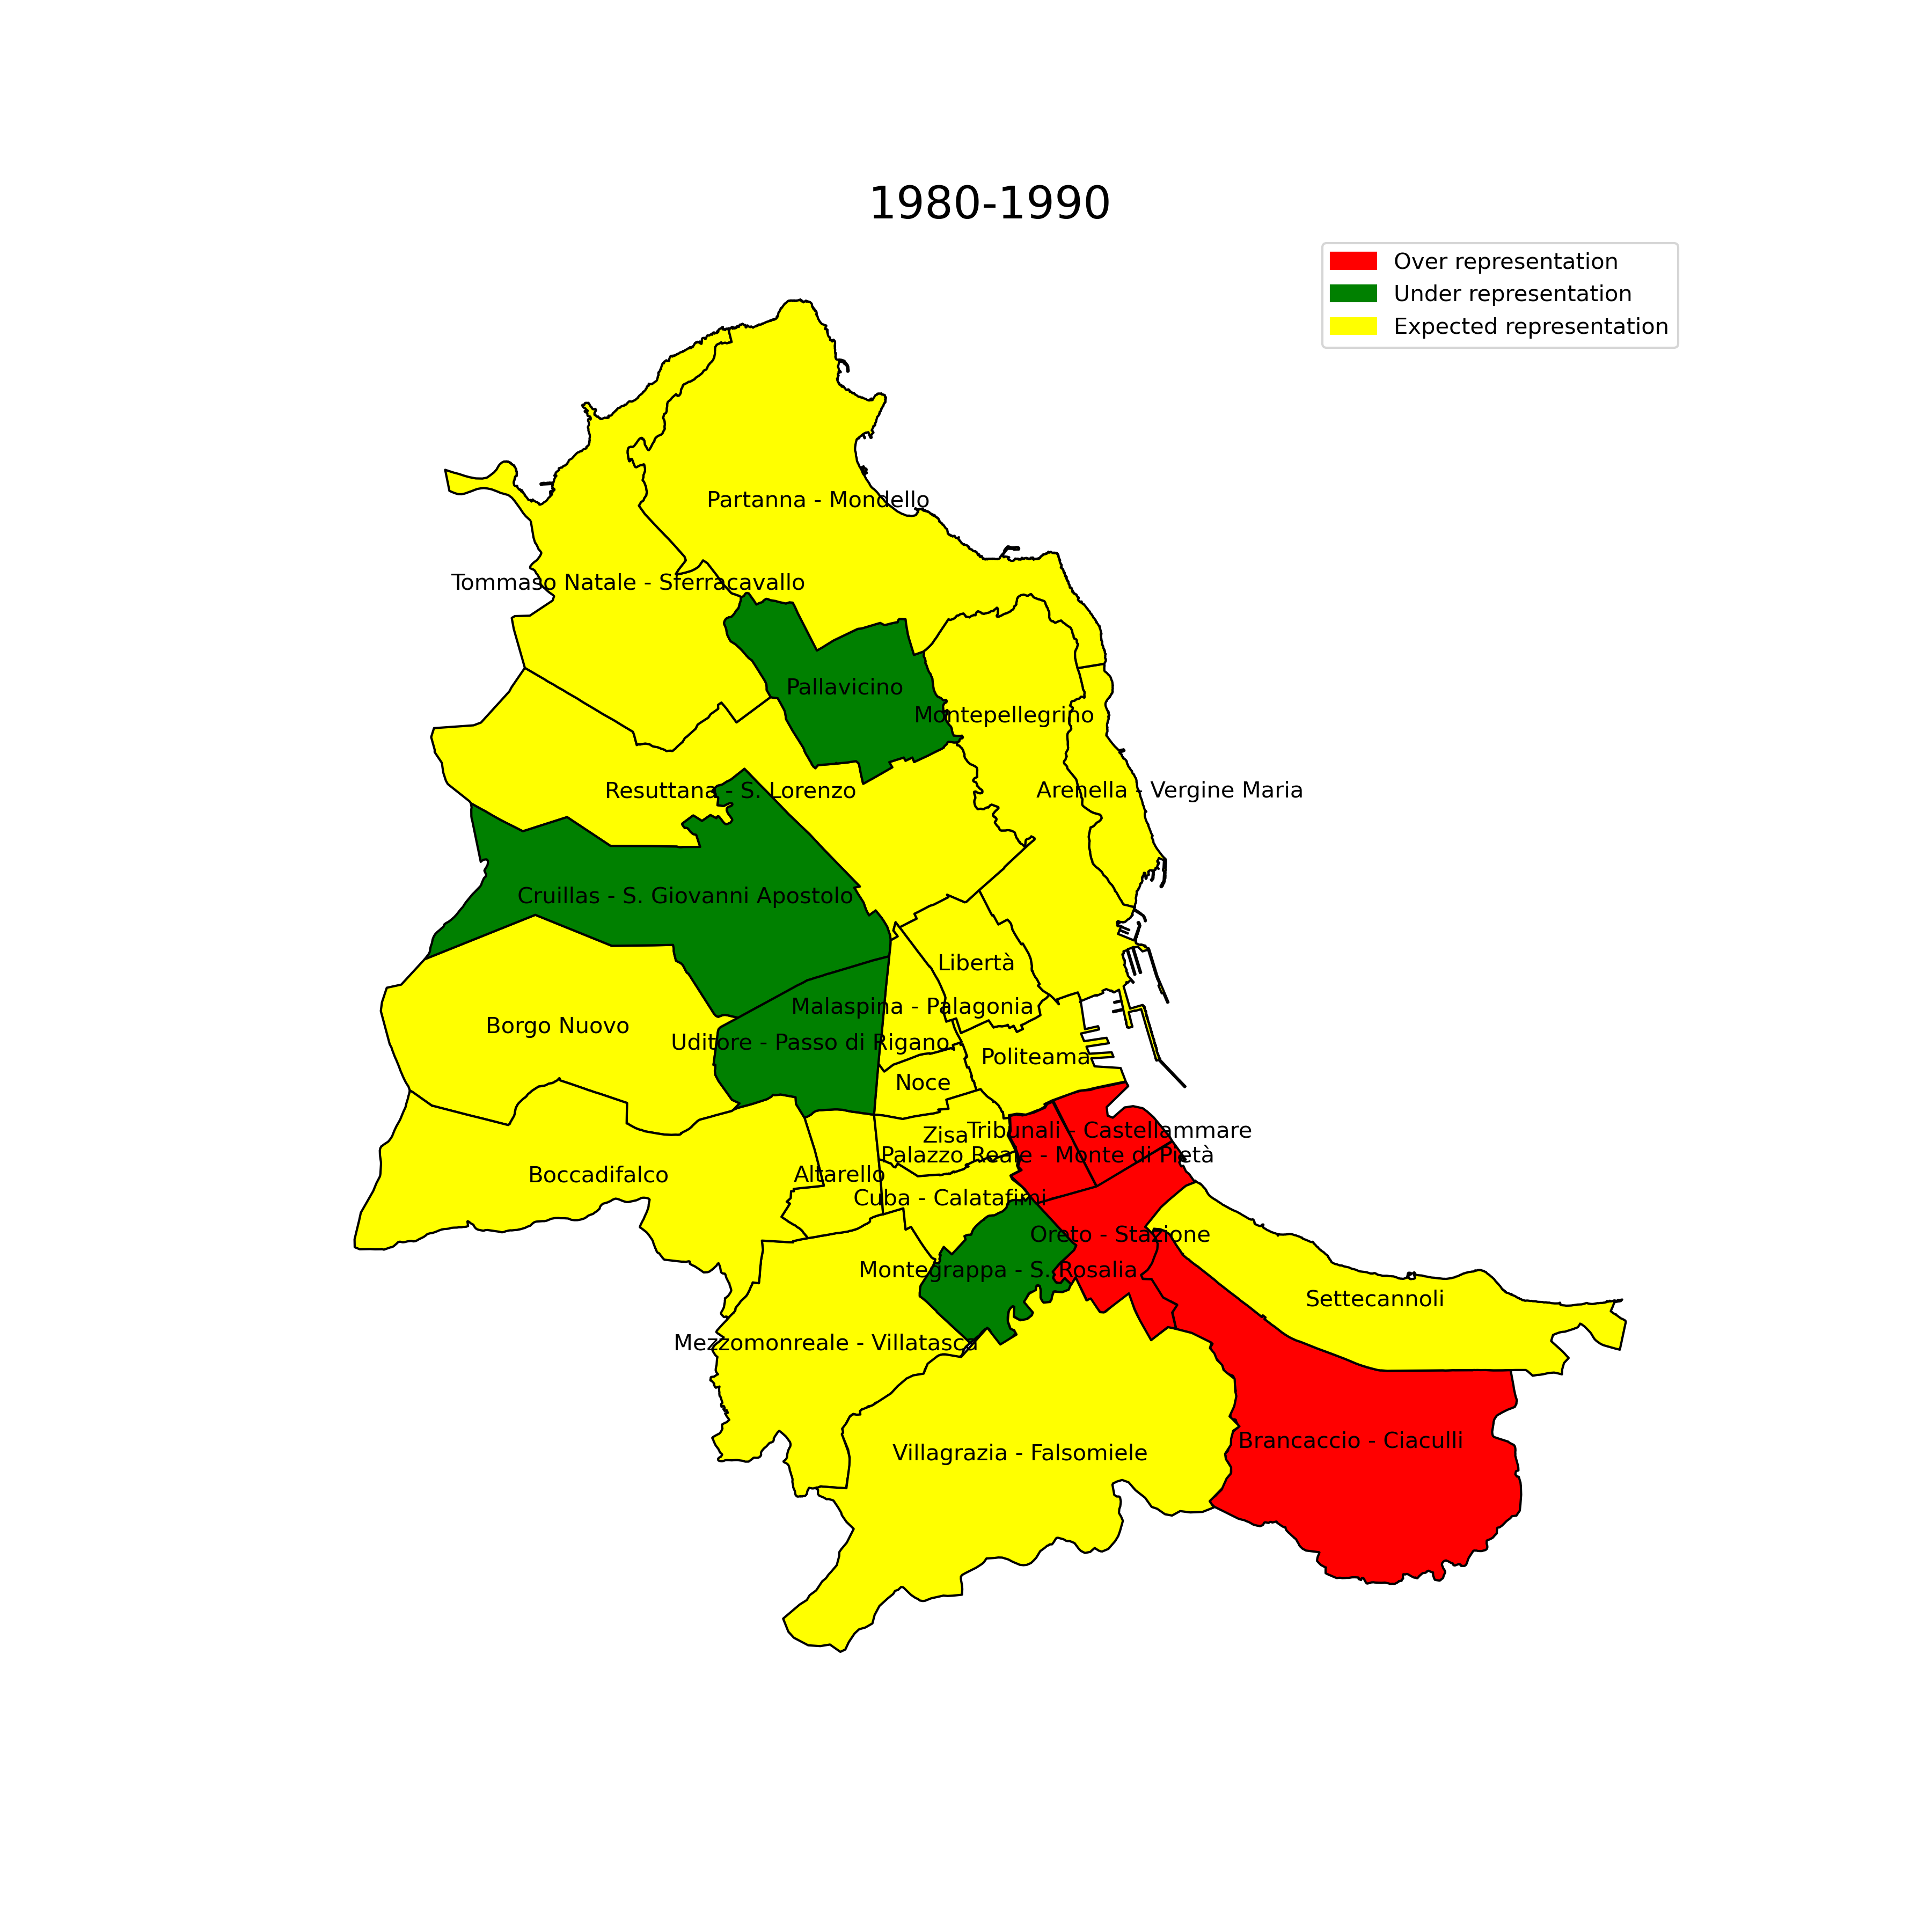 1980-1990
Over representation
Under representation
Expected representation
Partanna - Mondello
Tommaso Natale - Sferracavallo
Pallavicino
Montepellegrino
Resuttana - S. Lorenzo
Arenella - Vergine Maria
Cruillas - S. Giovanni Apostolo
Libertà
Malaspina - Palagonia
Borgo Nuovo
Uditore - Passo di Rigano
Politeama
Noce
Tribunali - Castellammare
Zisa
Palazzo Reale - Monte di Pietà
Boccadifalco
Altarello
Cuba - Calatafimi
Oreto - Stazione
Montegrappa - S. Rosalia
Settecannoli
Mezzomonreale - Villatasca
Brancaccio - Ciaculli
Villagrazia - Falsomiele